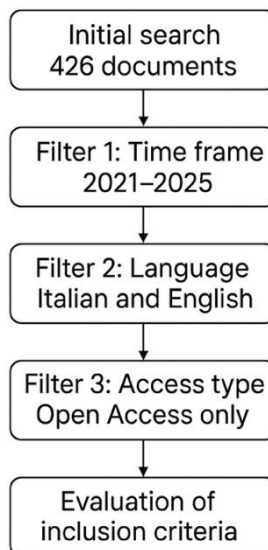 Initial search
426 documents
Filter 1: Time frame
2021–2025
Filter 2: Language
Italian and English
Filter 3: Access type
Open Access only
Evaluation of
inclusion criteria